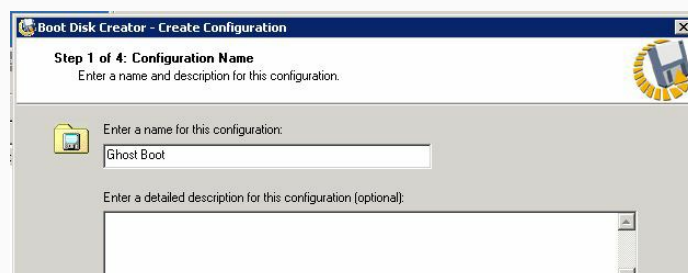 Boot Disk Creator - Create Configuration
Step 1 of 4: Configuration Name
Enter a name and description for this configuration.
Enter a name for this configuration:
Ghost Boot
Enter a detailed description for this configuration (optional):